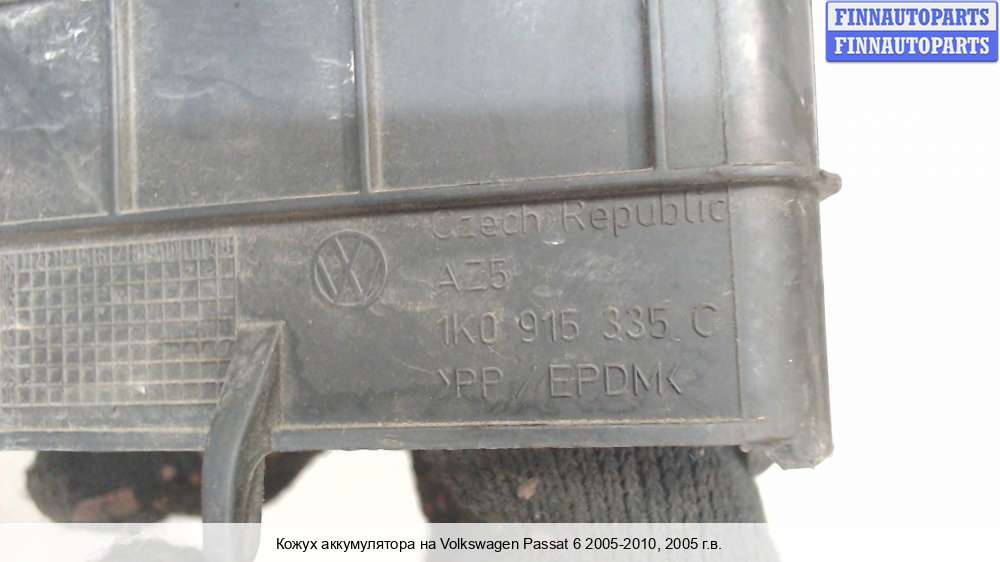 FINNAUTOPARTS
FINNAUTOPARTS
Czech Republic
AZ5
1K0 915 335 C
>PP / EPDM<
Кожух аккумулятора на Volkswagen Passat 6 2005-2010, 2005 г.в.